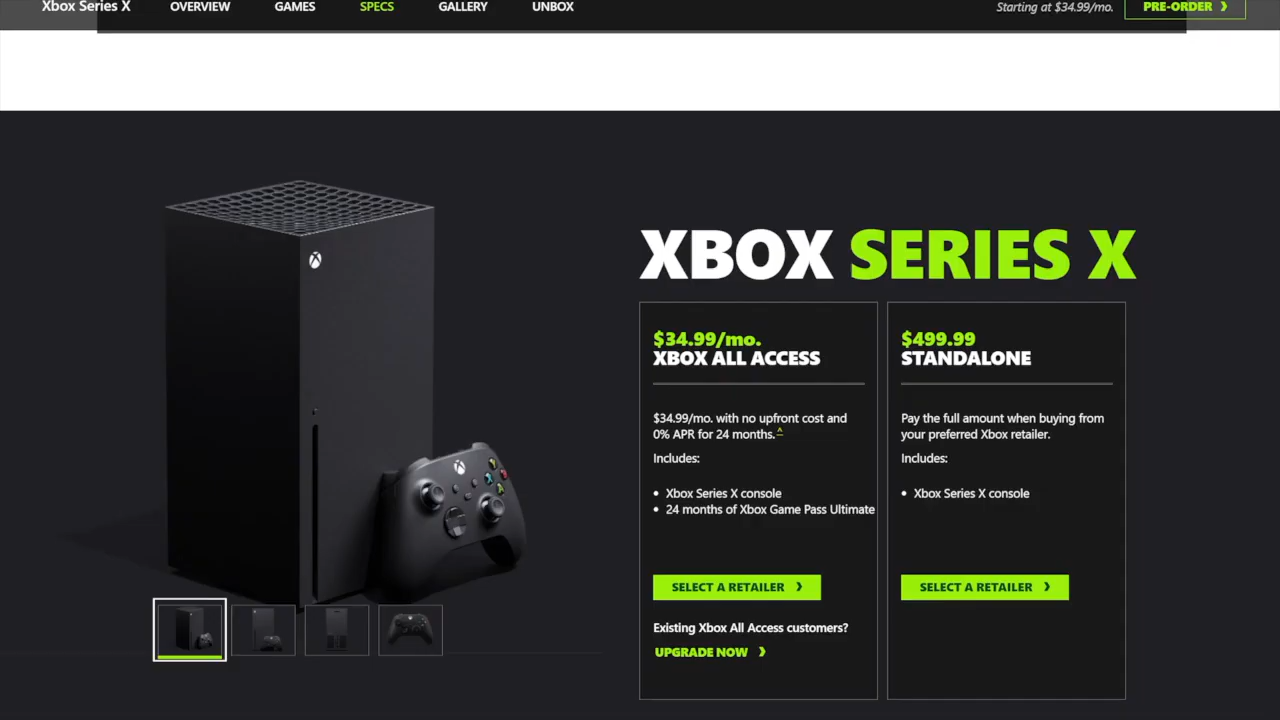 Xbox Series X
OVERVIEW
GAMES
SPECS
GALLERY
UNBOX
Starting at $34.99/mo.
PRE-ORDER ❯
XBOX SERIES X
$34.99/mo.
XBOX ALL ACCESS
$34.99/mo. with no upfront cost and
0% APR for 24 months.^
Includes:
• Xbox Series X console
• 24 months of Xbox Game Pass Ultimate
SELECT A RETAILER ❯
Existing Xbox All Access customers?
UPGRADE NOW ❯
$499.99
STANDALONE
Pay the full amount when buying from
your preferred Xbox retailer.
Includes:
• Xbox Series X console
SELECT A RETAILER ❯